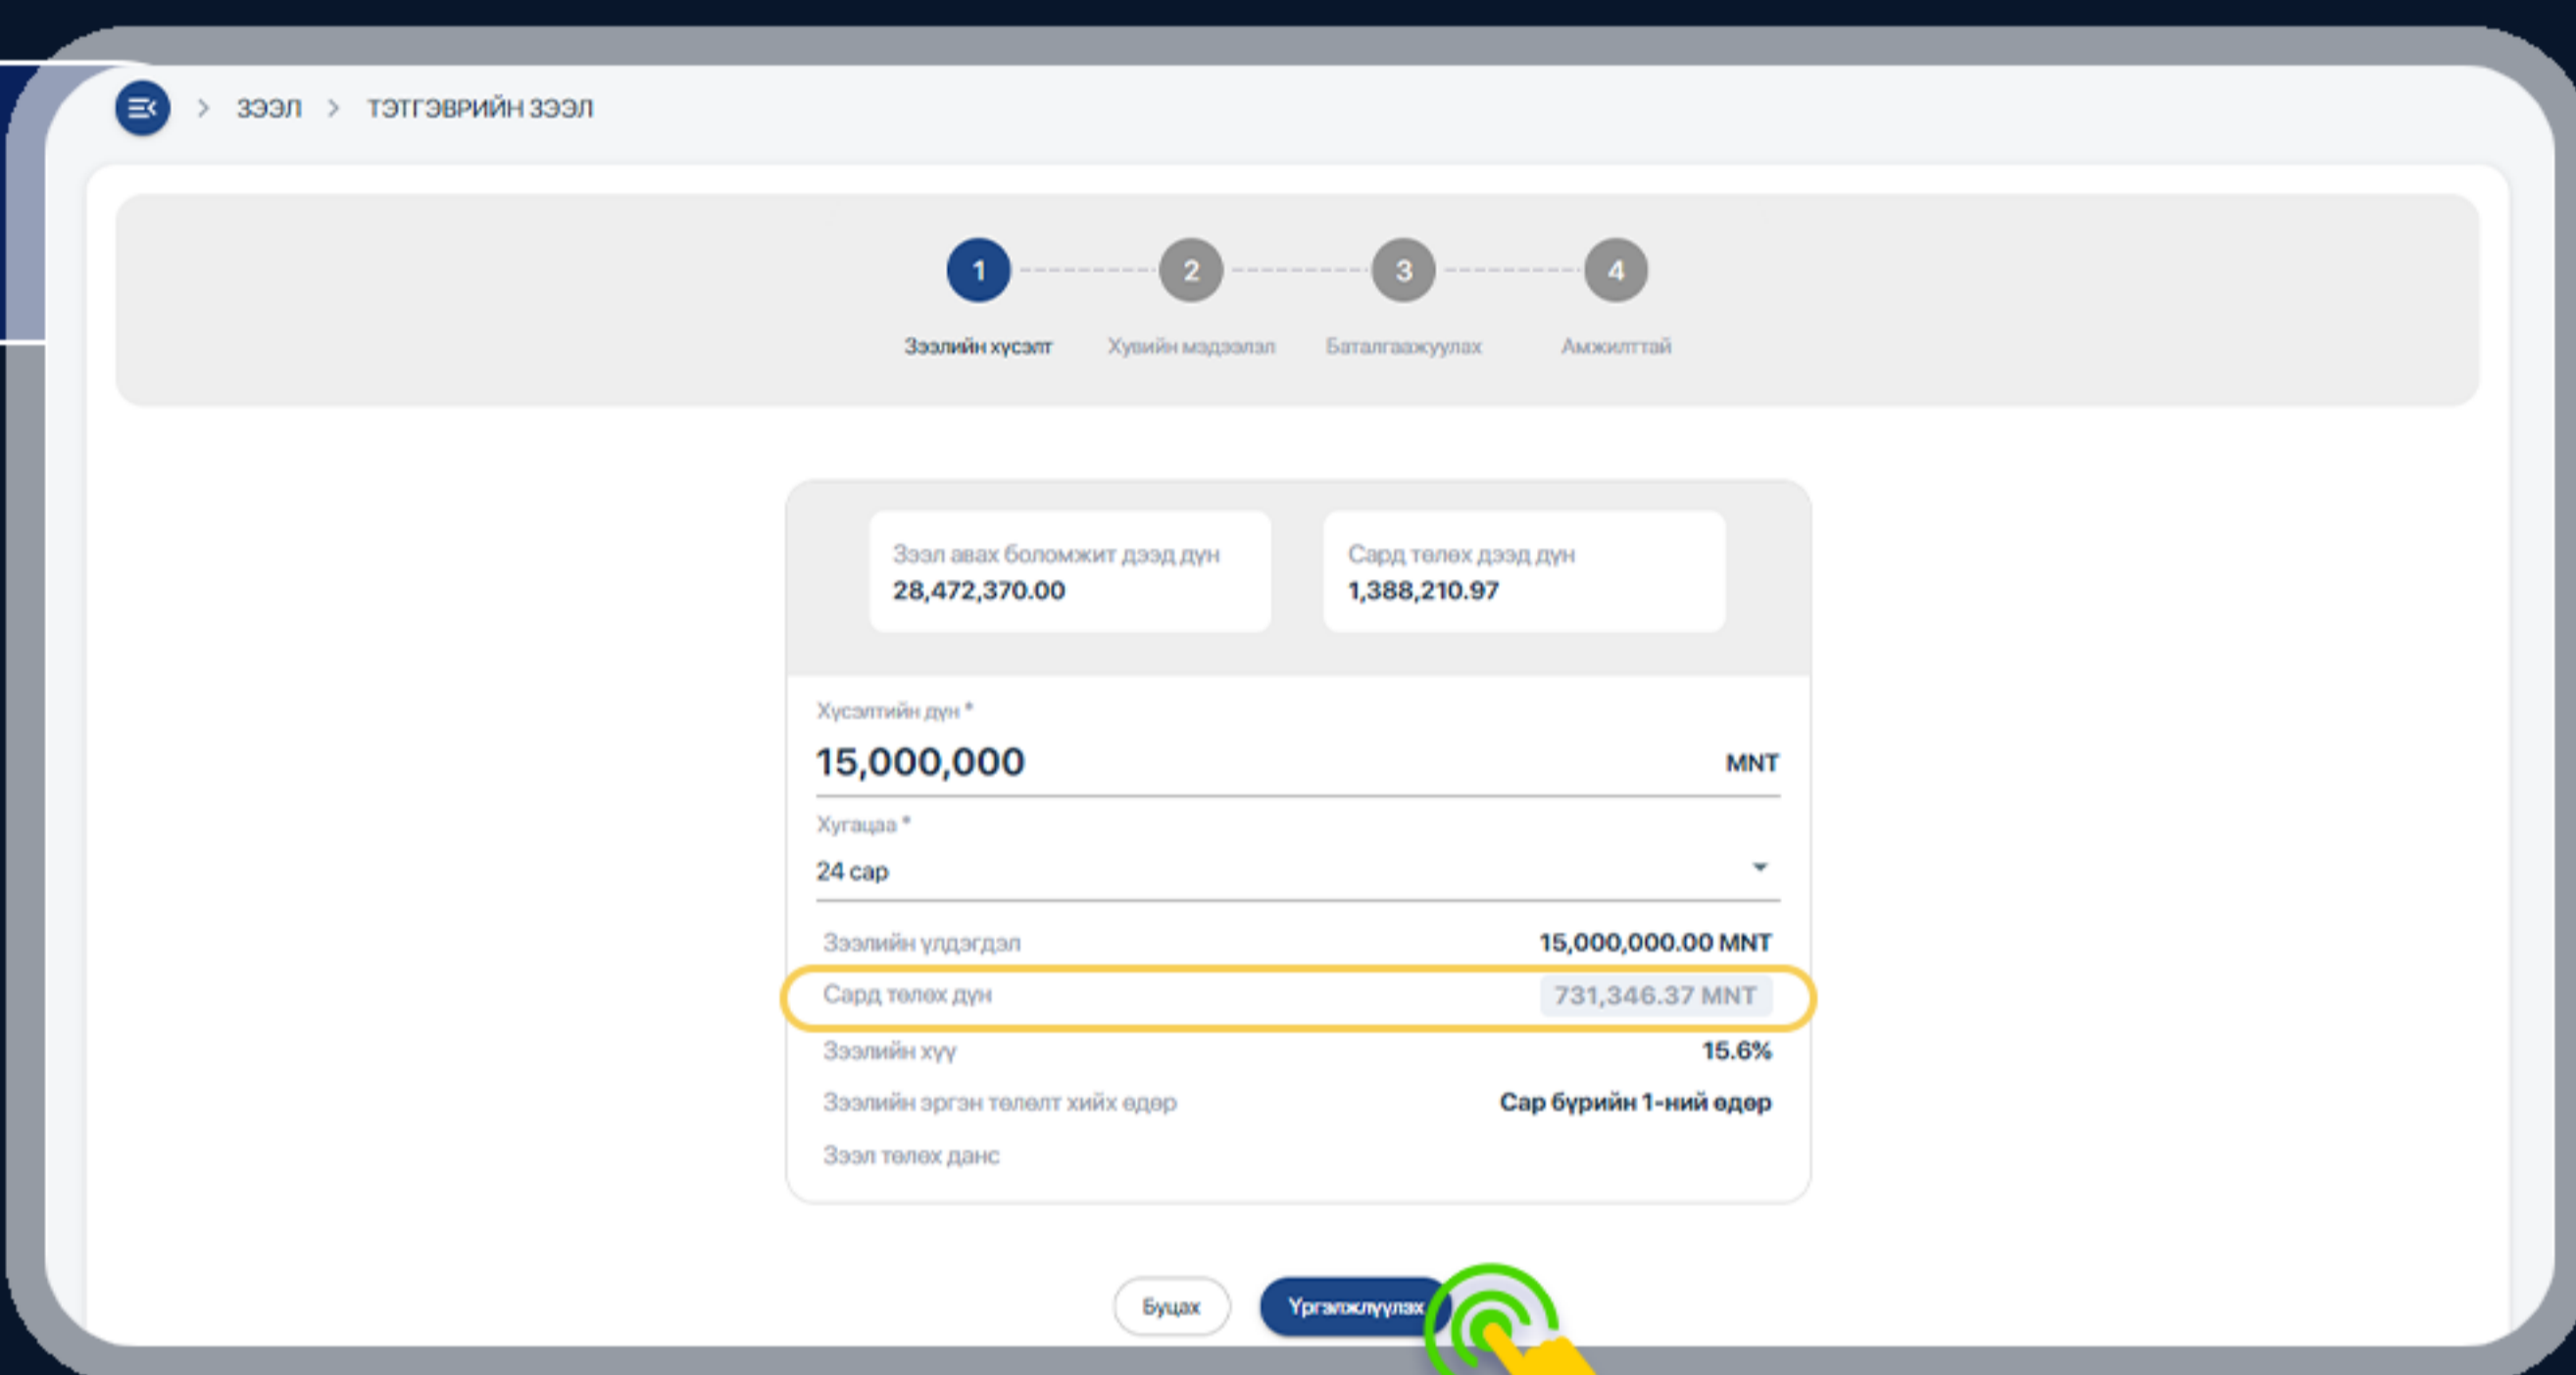 > ЗЭЭЛ > ТЭТГЭВРИЙН ЗЭЭЛ
1 2 3 4
Зээлийн хүсэлт Хувийн мэдээлэл Баталгаажуулах Амжилттай
Зээл авах боломжит дээд дүн
28,472,370.00
Сард төлөх дээд дүн
1,388,210.97
Хүсэлтийн дүн *
15,000,000 MNT
Хугацаа *
24 сар
Зээлийн үлдэгдэл 15,000,000.00 MNT
Сард төлөх дүн 731,346.37 MNT
Зээлийн хүү 15.6%
Зээлийн эргэн төлөлт хийх өдөр Сар бүрийн 1-ний өдөр
Зээл төлөх данс
Буцах Үргэлжлүүлэх